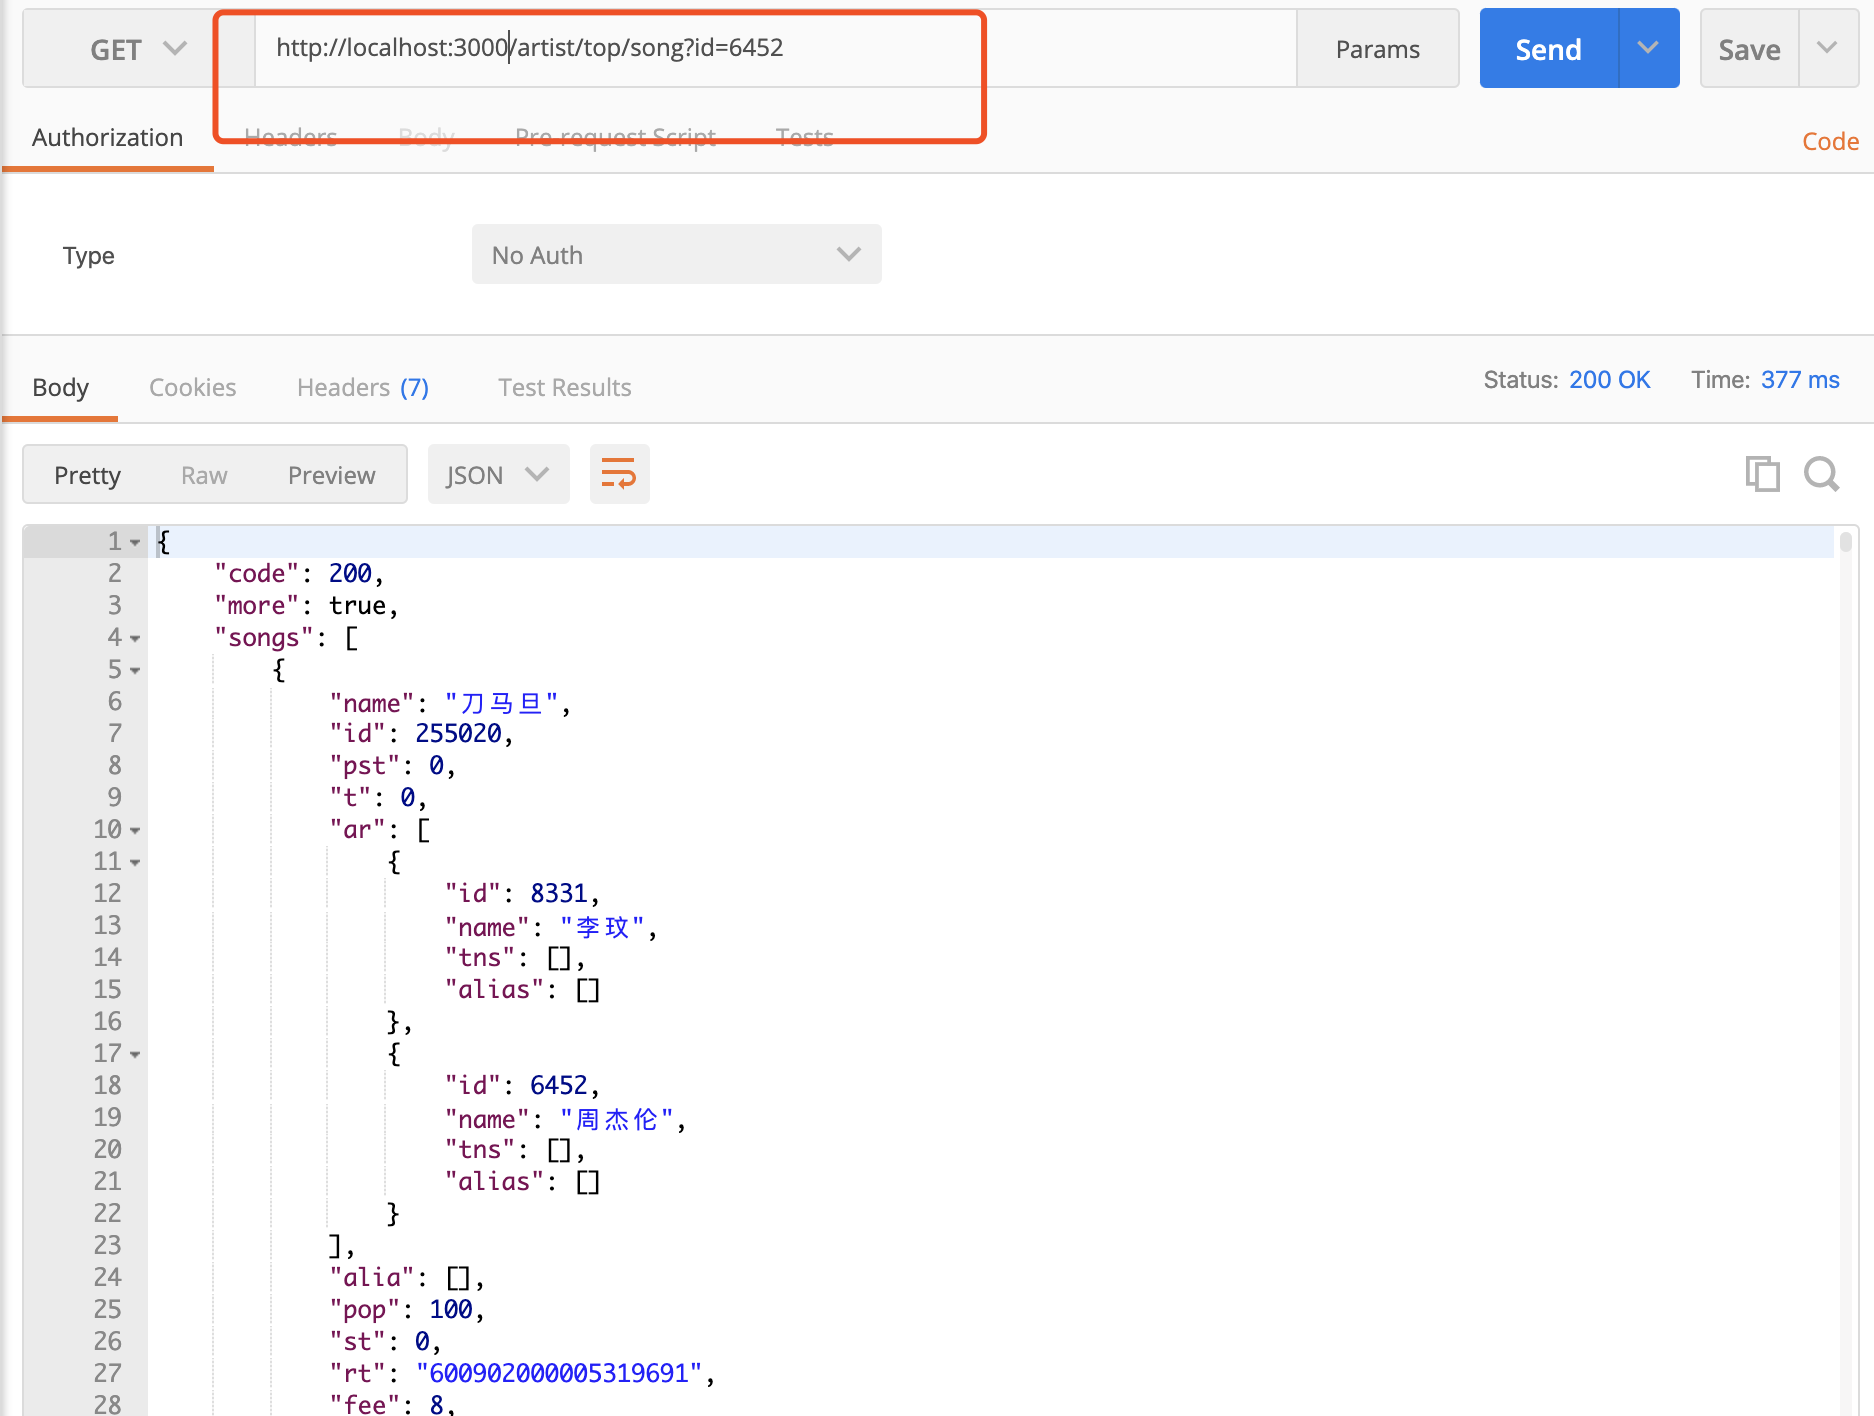 GET http://localhost:3000/artist/top/song?id=6452 Params Send Save
Authorization Headers Body Pre-request Script Tests Code
Type No Auth
Body Cookies Headers (7) Test Results Status: 200 OK Time: 377 ms
Pretty Raw Preview JSON
1 {
2 "code": 200,
3 "more": true,
4 "songs": [
5 {
6 "name": "刀马旦",
7 "id": 255020,
8 "pst": 0,
9 "t": 0,
10 "ar": [
11 {
12 "id": 8331,
13 "name": "李玟",
14 "tns": [],
15 "alias": []
16 },
17 {
18 "id": 6452,
19 "name": "周杰伦",
20 "tns": [],
21 "alias": []
22 }
23 ],
24 "alia": [],
25 "pop": 100,
26 "st": 0,
27 "rt": "600902000005319691",
28 "fee": 8,